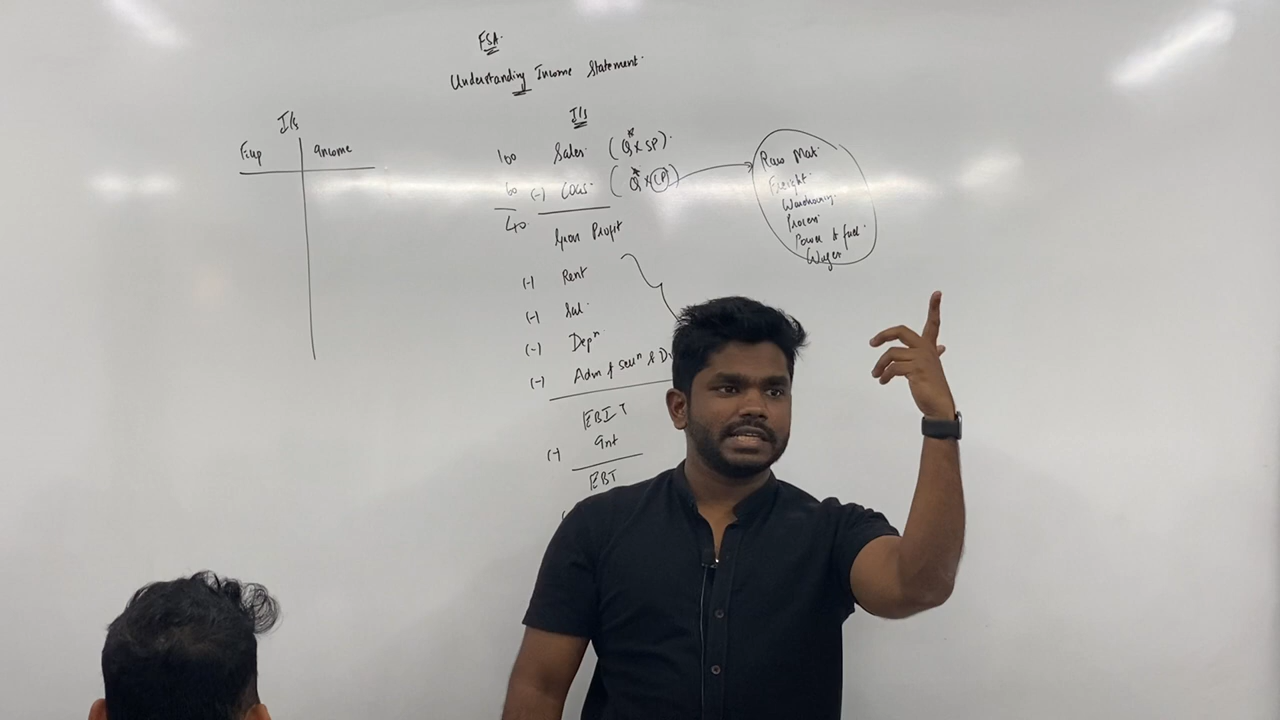 FSA.
Understanding Income Statement.
I/s
Exp Income
I/s
100 Sales (Q* x SP).
60 (-) COGS. (Q* x CP)
40
Gross Profit
(-) Rent
(-) Sal.
(-) Depⁿ
(-) Adm & sellⁿ & D
EBIT
(-) Int
EBT
Raw Mat.
Freight.
Warehousing.
Process.
Power & fuel.
Wages